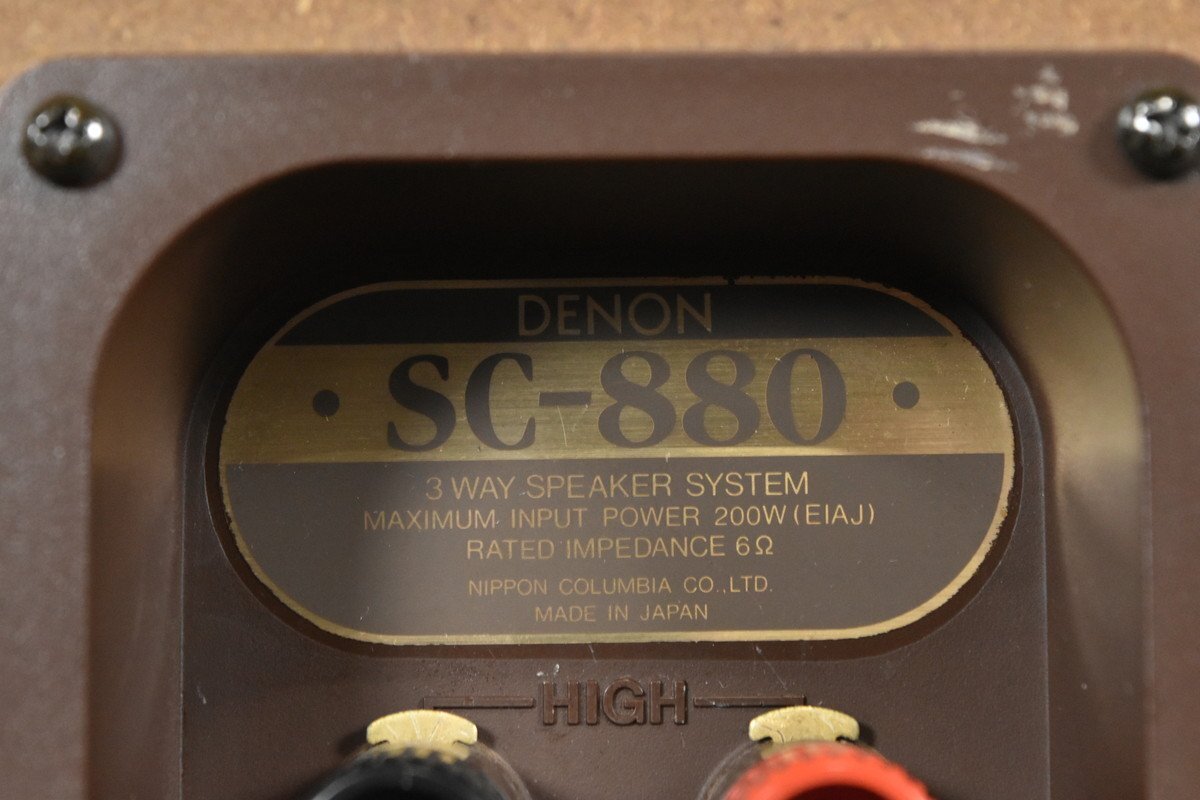 DENON
• SC-880 •
3 WAY SPEAKER SYSTEM
MAXIMUM INPUT POWER 200W (EIAJ)
RATED IMPEDANCE 6Ω
NIPPON COLUMBIA CO.,LTD.
MADE IN JAPAN
HIGH